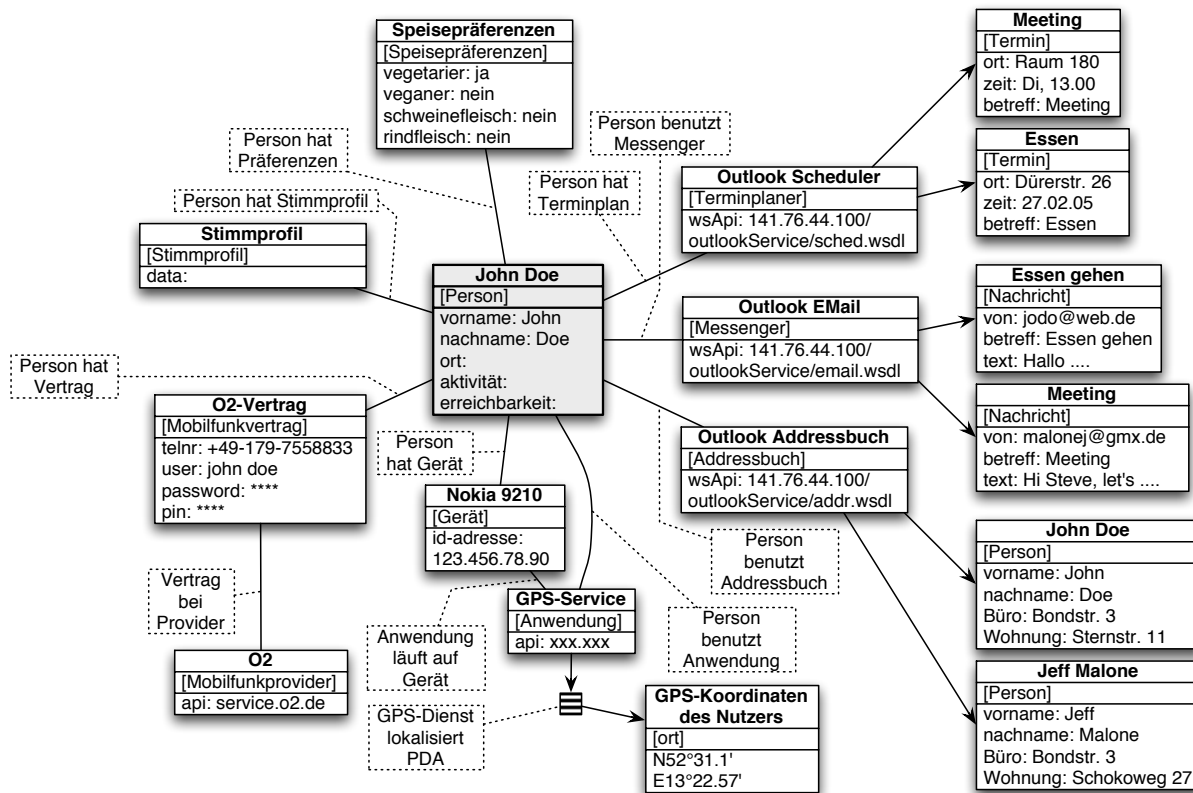 Speisepräferenzen
[Speisepräferenzen]
vegetarier: ja
veganer: nein
schweinefleisch: nein
rindfleisch: nein
Meeting
[Termin]
ort: Raum 180
zeit: Di, 13.00
betreff: Meeting
Person hat
Präferenzen
Person benutzt
Messenger
Essen
[Termin]
ort: Dürerstr. 26
zeit: 27.02.05
betreff: Essen
Person hat Stimmprofil
Person hat
Terminplan
Outlook Scheduler
[Terminplaner]
wsApi: 141.76.44.100/
outlookService/sched.wsdl
Stimmprofil
[Stimmprofil]
data:
John Doe
[Person]
vorname: John
nachname: Doe
ort:
aktivität:
erreichbarkeit:
Outlook EMail
[Messenger]
wsApi: 141.76.44.100/
outlookService/email.wsdl
Essen gehen
[Nachricht]
von: jodo@web.de
betreff: Essen gehen
text: Hallo ....
Person hat
Vertrag
O2-Vertrag
[Mobilfunkvertrag]
telnr: +49-179-7558833
user: john doe
password: ****
pin: ****
Person
hat Gerät
Outlook Addressbuch
[Addressbuch]
wsApi: 141.76.44.100/
outlookService/addr.wsdl
Meeting
[Nachricht]
von: malonej@gmx.de
betreff: Meeting
text: Hi Steve, let's ....
Nokia 9210
[Gerät]
id-adresse:
123.456.78.90
Person
benutzt
Addressbuch
John Doe
[Person]
vorname: John
nachname: Doe
Büro: Bondstr. 3
Wohnung: Sternstr. 11
Vertrag
bei
Provider
GPS-Service
[Anwendung]
api: xxx.xxx
Person
benutzt
Anwendung
Anwendung
läuft auf
Gerät
O2
[Mobilfunkprovider]
api: service.o2.de
Jeff Malone
[Person]
vorname: Jeff
nachname: Malone
Büro: Bondstr. 3
Wohnung: Schokoweg 27
GPS-Dienst
lokalisiert
PDA
GPS-Koordinaten
des Nutzers
[ort]
N52°31.1'
E13°22.57'